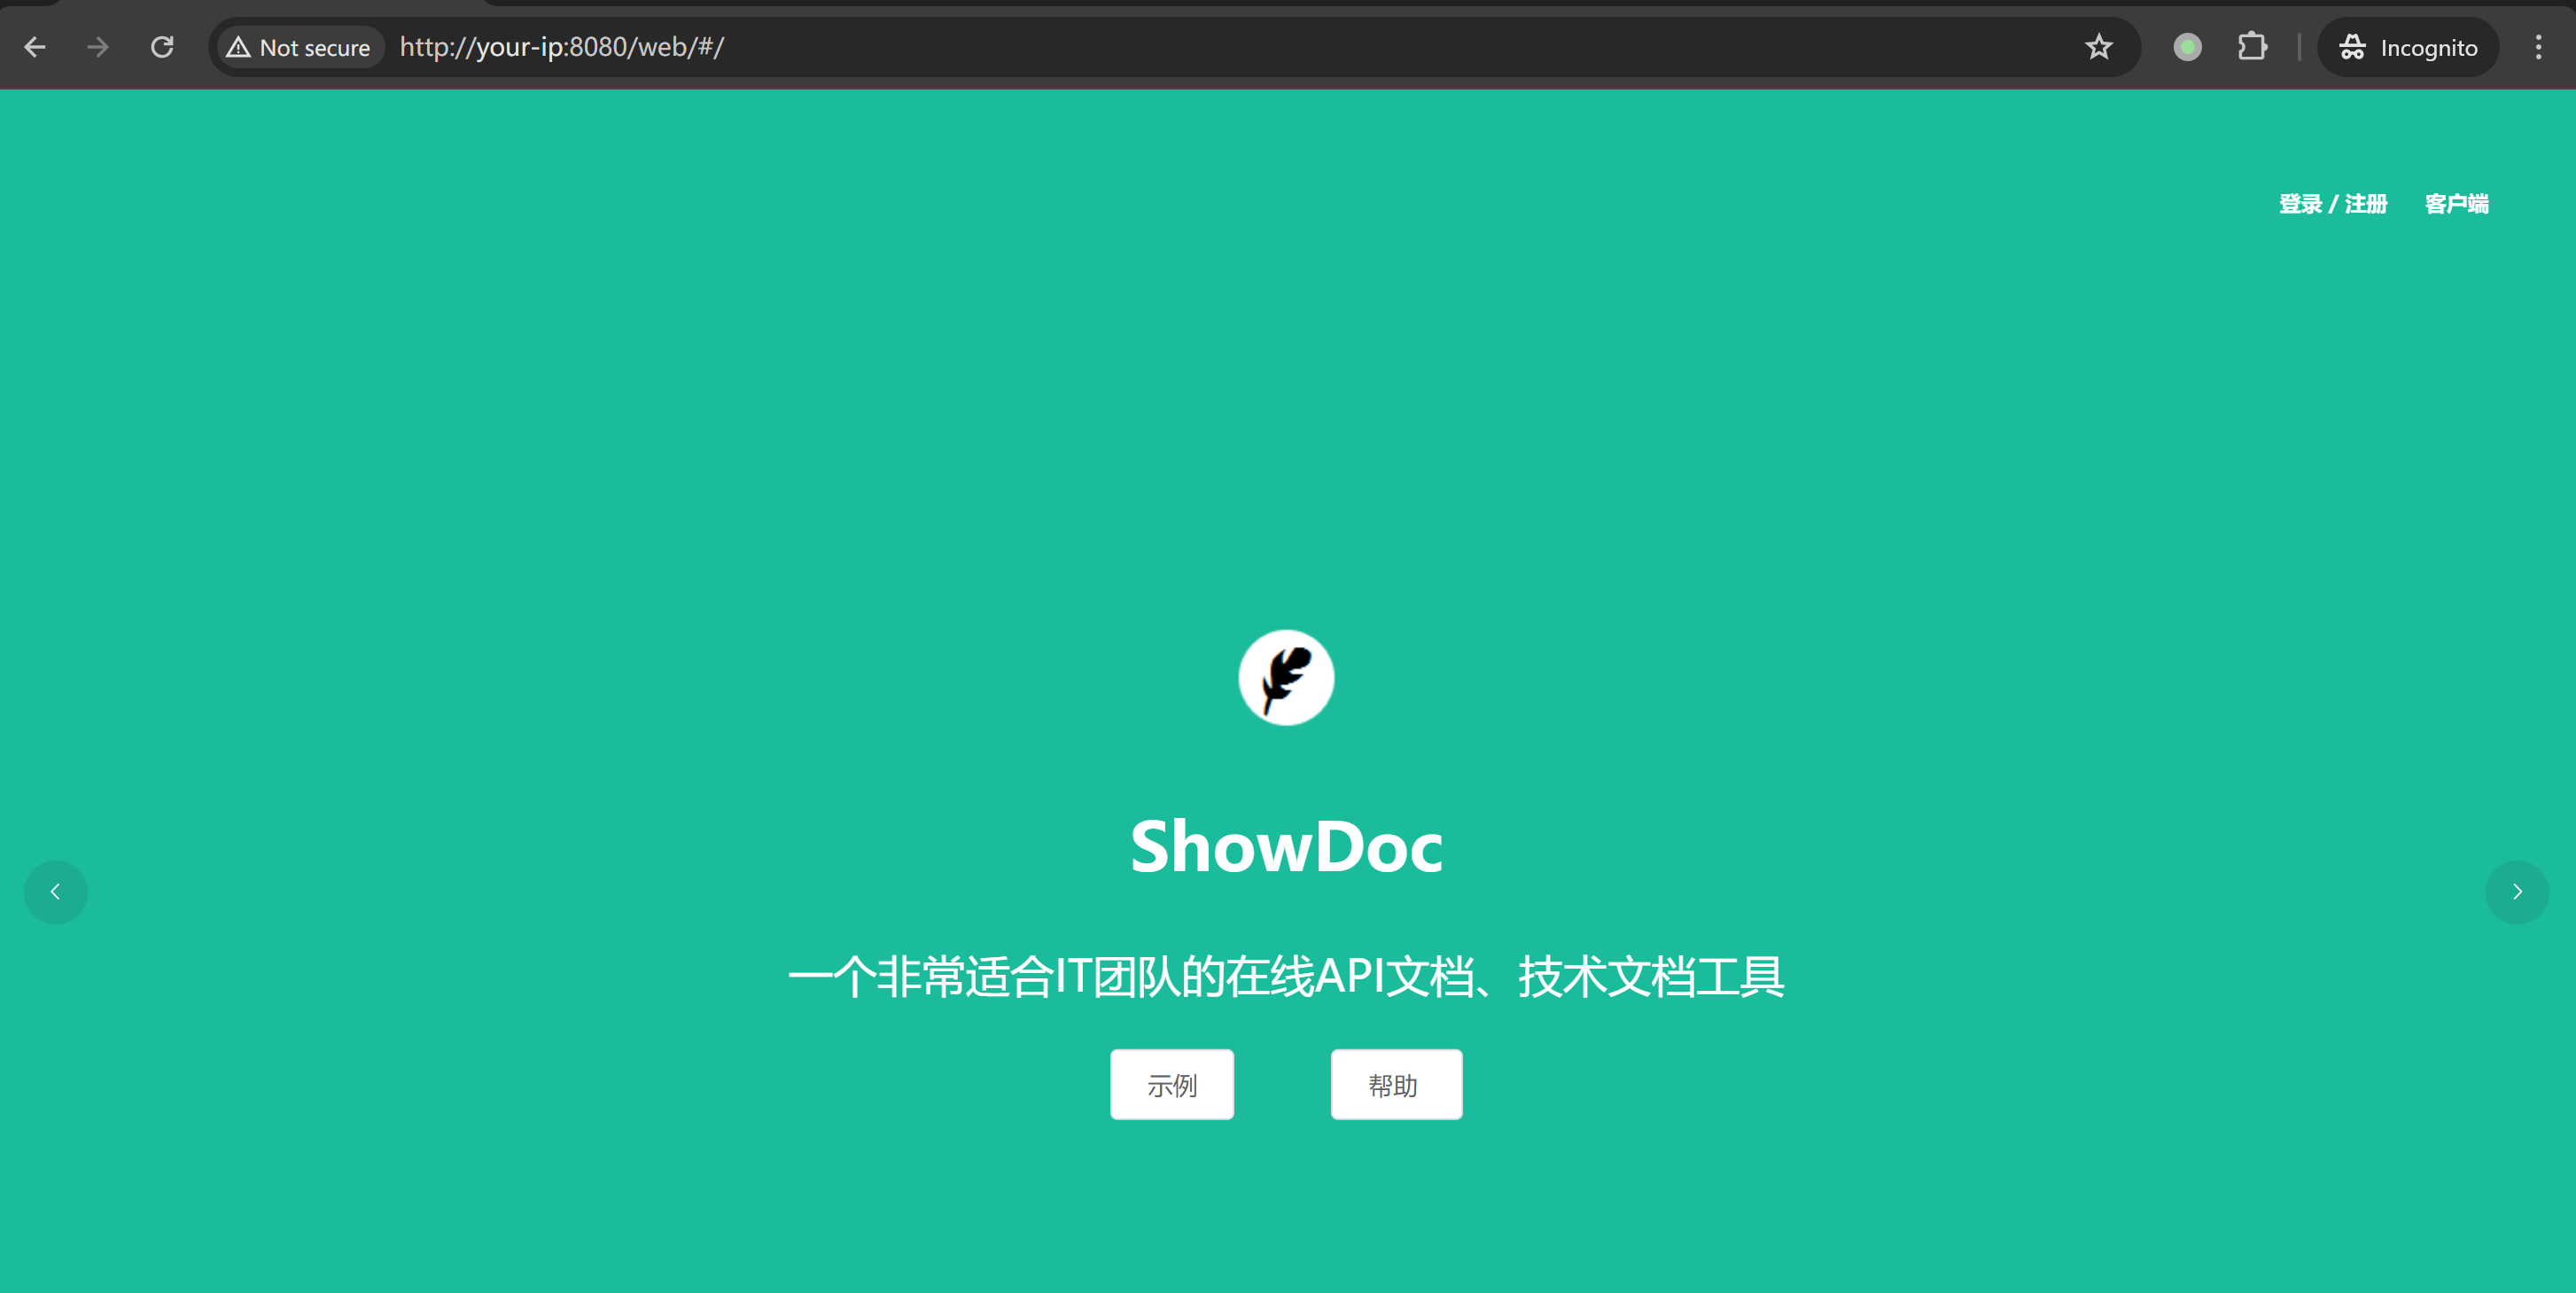 Not secure http://your-ip:8080/web/#/ Incognito
登录 / 注册 客户端
ShowDoc
一个非常适合IT团队的在线API文档、技术文档工具
示例 帮助